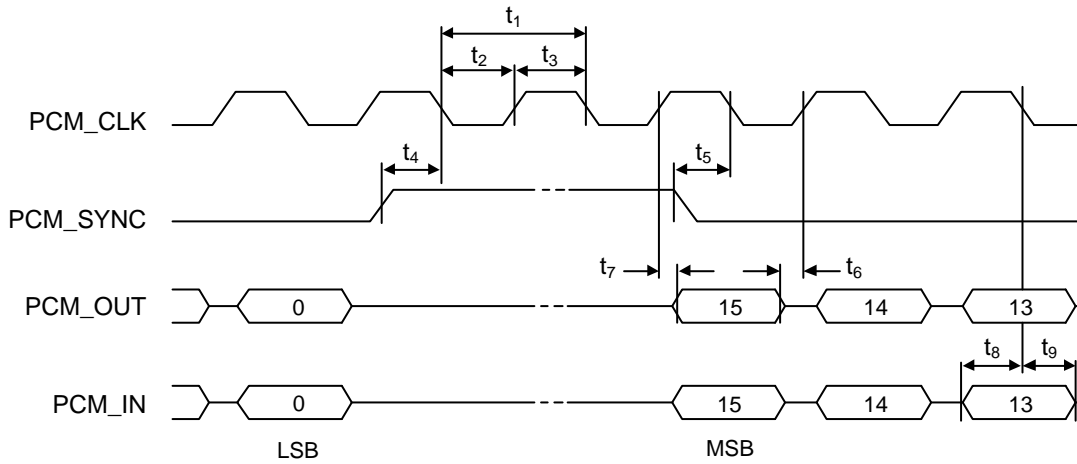 t1
t2 t3
PCM_CLK
t4 t5
PCM_SYNC
t7 t6
PCM_OUT 0 15 14 13
t8 t9
PCM_IN 0 15 14 13
LSB MSB